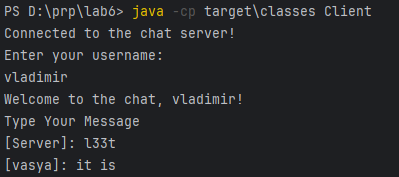 PS D:\prp\lab6> java -cp target\classes Client
Connected to the chat server!
Enter your username:
vladimir
Welcome to the chat, vladimir!
Type Your Message
[Server]: l33t
[vasya]: it is